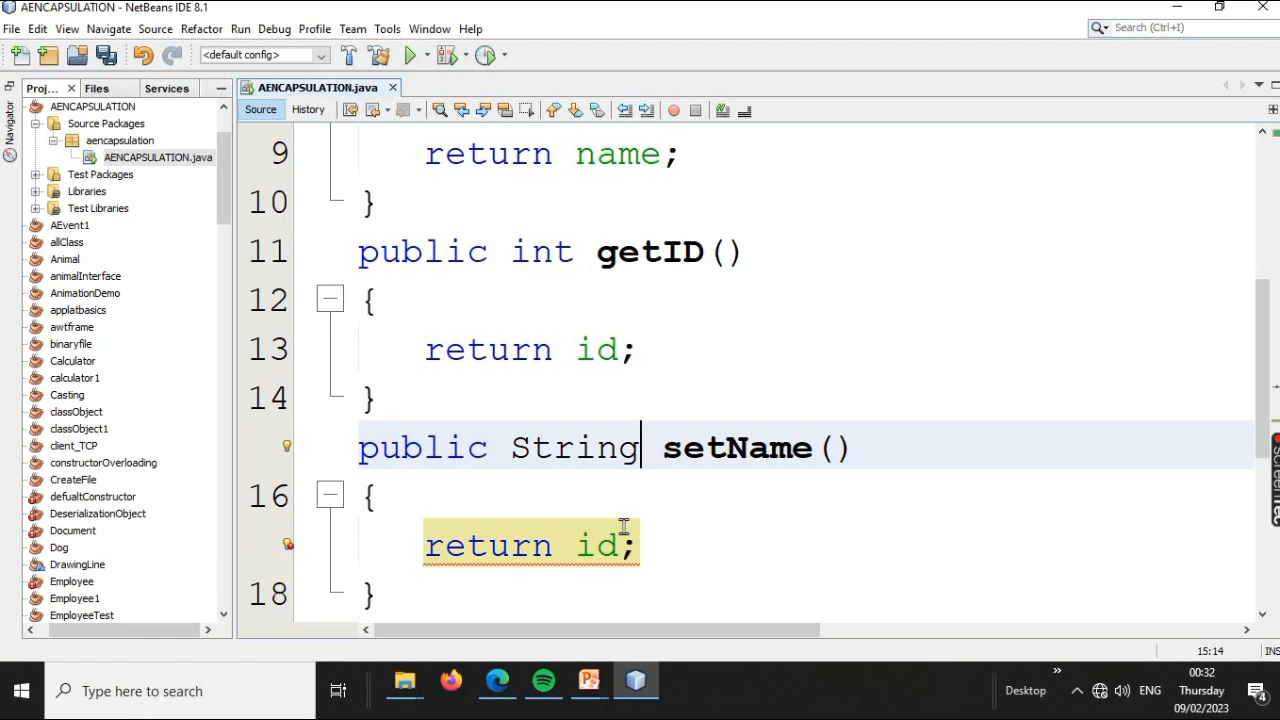 AENCAPSULATION - NetBeans IDE 8.1
File Edit View Navigate Source Refactor Run Debug Profile Team Tools Window Help
Search (Ctrl+I)
<default config>
Proj... Files Services
AENCAPSULATION.java
Navigator
Source History
AENCAPSULATION
Source Packages
aencapsulation
AENCAPSULATION.java
Test Packages
Libraries
Test Libraries
AEvent1
allClass
Animal
animalInterface
AnimationDemo
applatbasics
awtframe
binaryfile
Calculator
calculator1
Casting
classObject
classObject1
client_TCP
constructorOverloading
CreateFile
defualtConstructor
DeserializationObject
Document
Dog
DrawingLine
Employee
Employee1
EmployeeTest
9 return name;
10 }
11 public int getID()
12 {
13 return id;
14 }
public String setName()
16 {
return id;
18 }
15:14 INS
Type here to search
Desktop
ENG
00:32
Thursday
09/02/2023
4